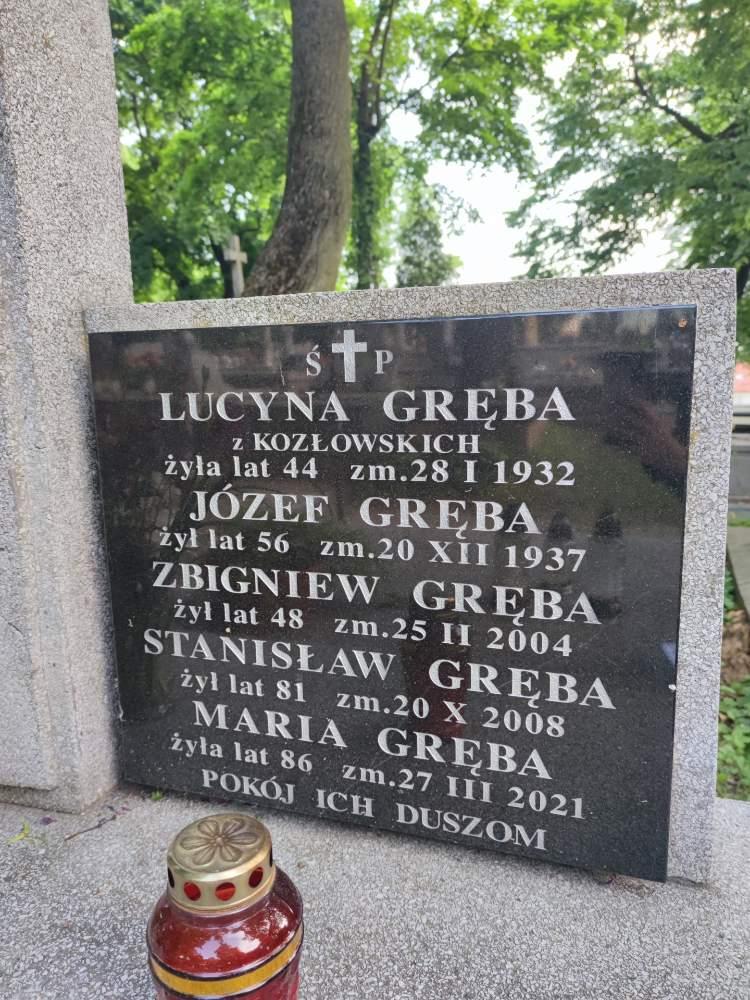 Ś P
LUCYNA GRĘBA
z KOZŁOWSKICH
żyła lat 44 zm.28 I 1932
JÓZEF GRĘBA
żył lat 56 zm.20 XII 1937
ZBIGNIEW GRĘBA
żył lat 48 zm.25 II 2004
STANISŁAW GRĘBA
żył lat 81 zm.20 X 2008
MARIA GRĘBA
żyła lat 86 zm.27 III 2021
POKÓJ ICH DUSZOM